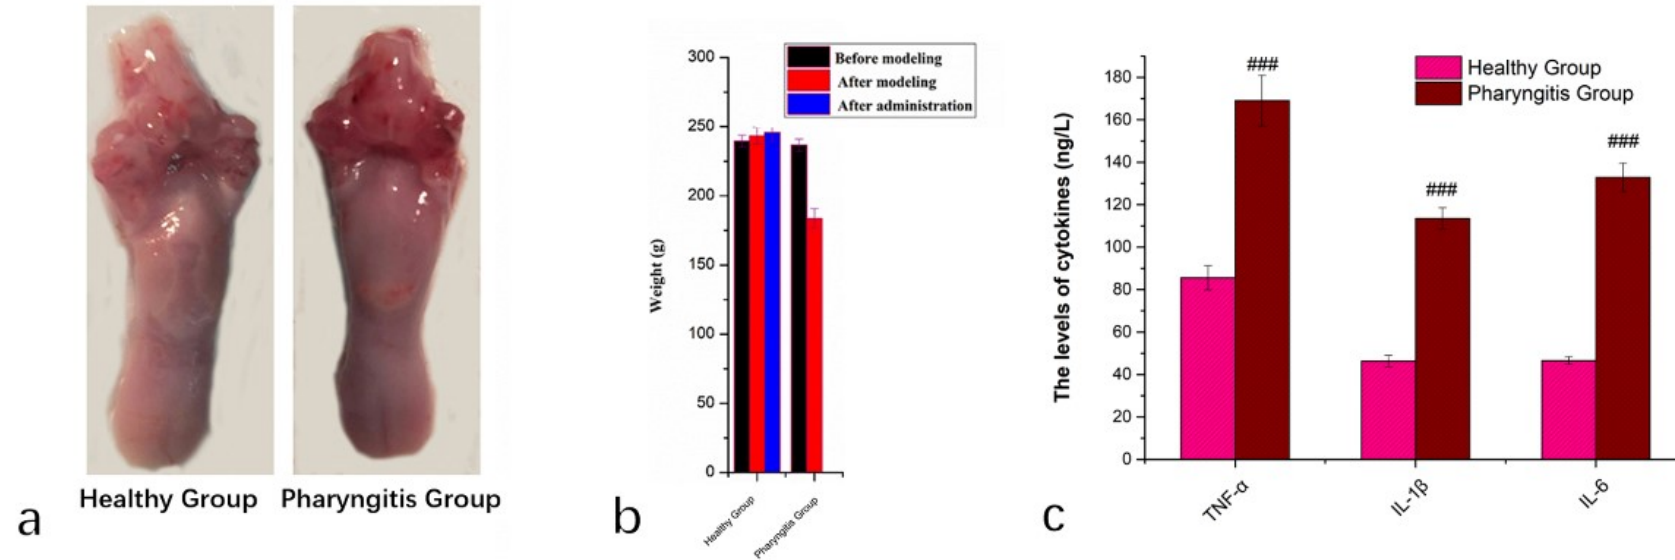 Healthy Group
Pharyngitis Group
a
300
250
200
150
100
50
0
Weight (g)
Before modeling
After modeling
After administration
Healthy Group
Pharyngitis Group
b
180
160
140
120
100
80
60
40
20
0
The levels of cytokines (ng/L)
Healthy Group
Pharyngitis Group
###
###
###
TNF-α
IL-1β
IL-6
c